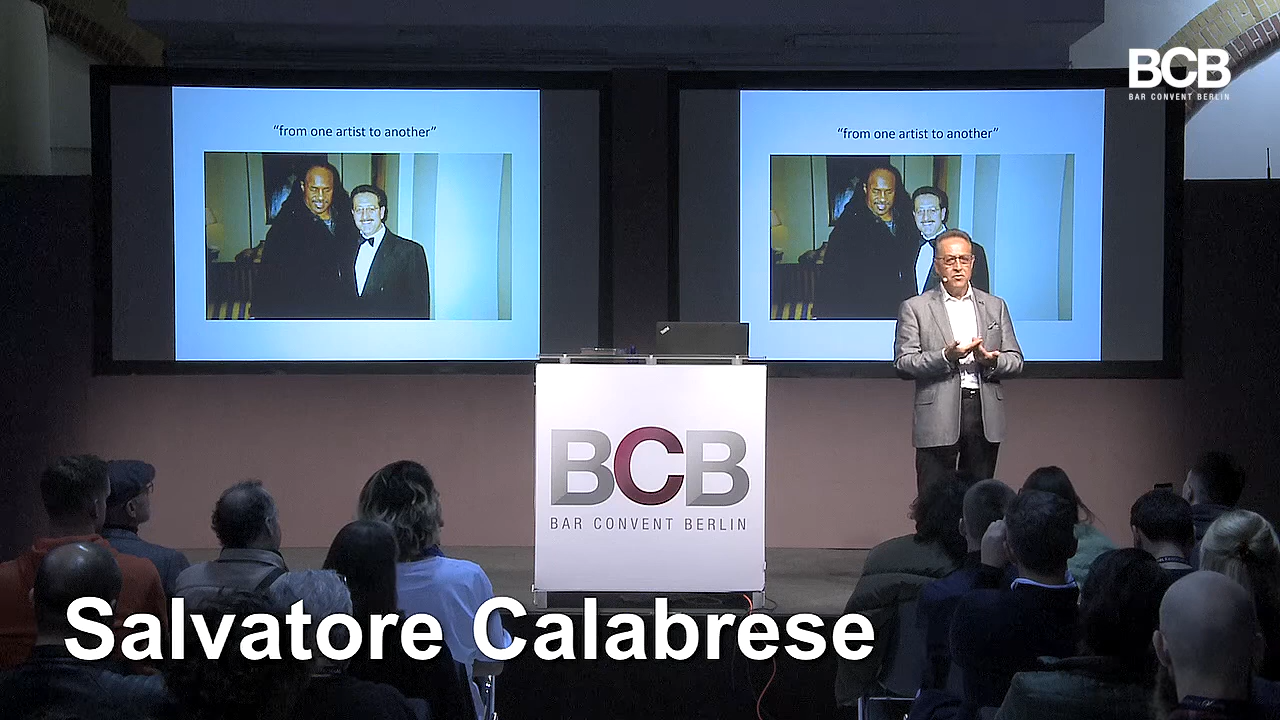 BCB
BAR CONVENT BERLIN
“from one artist to another”
“from one artist to another”
BCB
BAR CONVENT BERLIN
Salvatore Calabrese